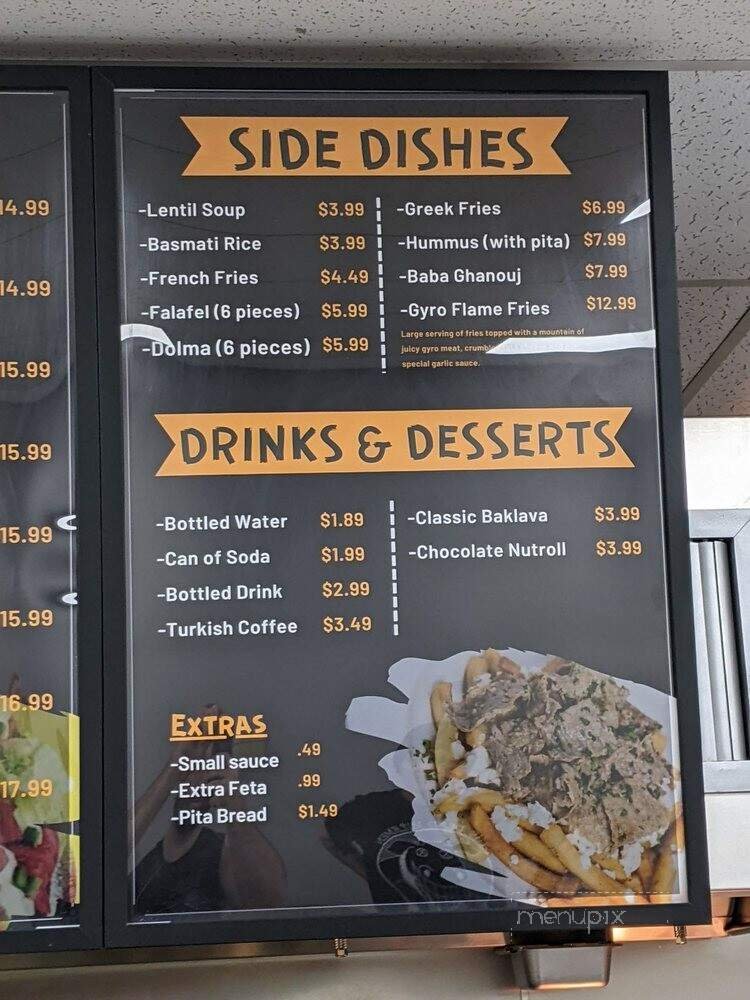 14.99
14.99
15.99
15.99
15.99
15.99
16.99
17.99
SIDE DISHES
-Lentil Soup $3.99
-Basmati Rice $3.99
-French Fries $4.49
-Falafel (6 pieces) $5.99
-Dolma (6 pieces) $5.99
-Greek Fries $6.99
-Hummus (with pita) $7.99
-Baba Ghanouj $7.99
-Gyro Flame Fries $12.99
Large serving of fries topped with a mountain of
juicy gyro meat,
special garlic sauce.
DRINKS & DESSERTS
-Bottled Water $1.89
-Can of Soda $1.99
-Bottled Drink $2.99
-Turkish Coffee $3.49
-Classic Baklava $3.99
-Chocolate Nutroll $3.99
EXTRAS
-Small sauce .49
-Extra Feta .99
-Pita Bread $1.49
menupix